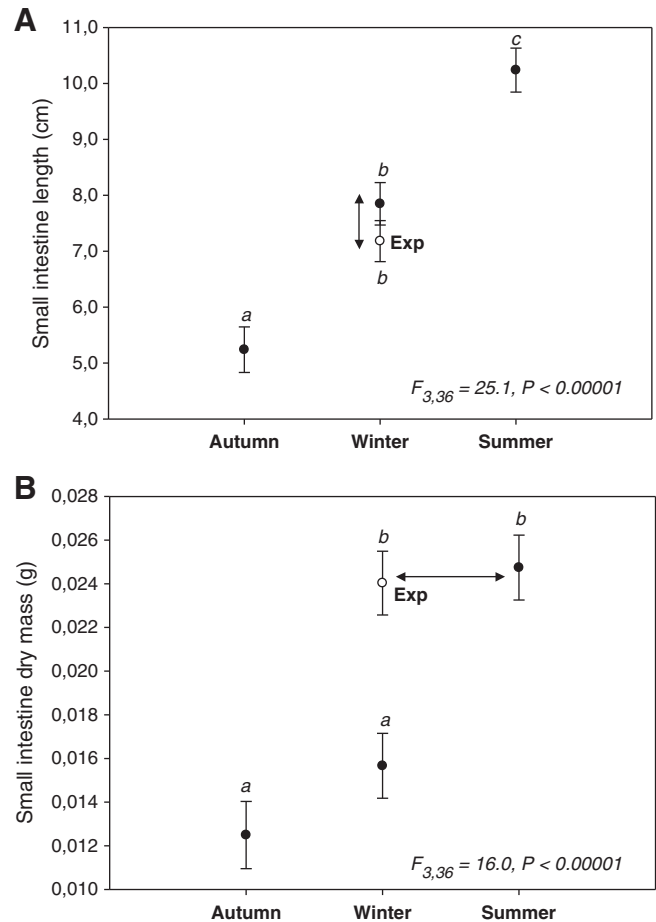 A
Small intestine length (cm)
11,0
10,0
9,0
8,0
7,0
6,0
5,0
4,0
c
b
Exp
b
a
F3,36 = 25.1, P < 0.00001
Autumn Winter Summer
B
Small intestine dry mass (g)
0,028
0,026
0,024
0,022
0,020
0,018
0,016
0,014
0,012
0,010
b
b
Exp
a
a
F3,36 = 16.0, P < 0.00001
Autumn Winter Summer